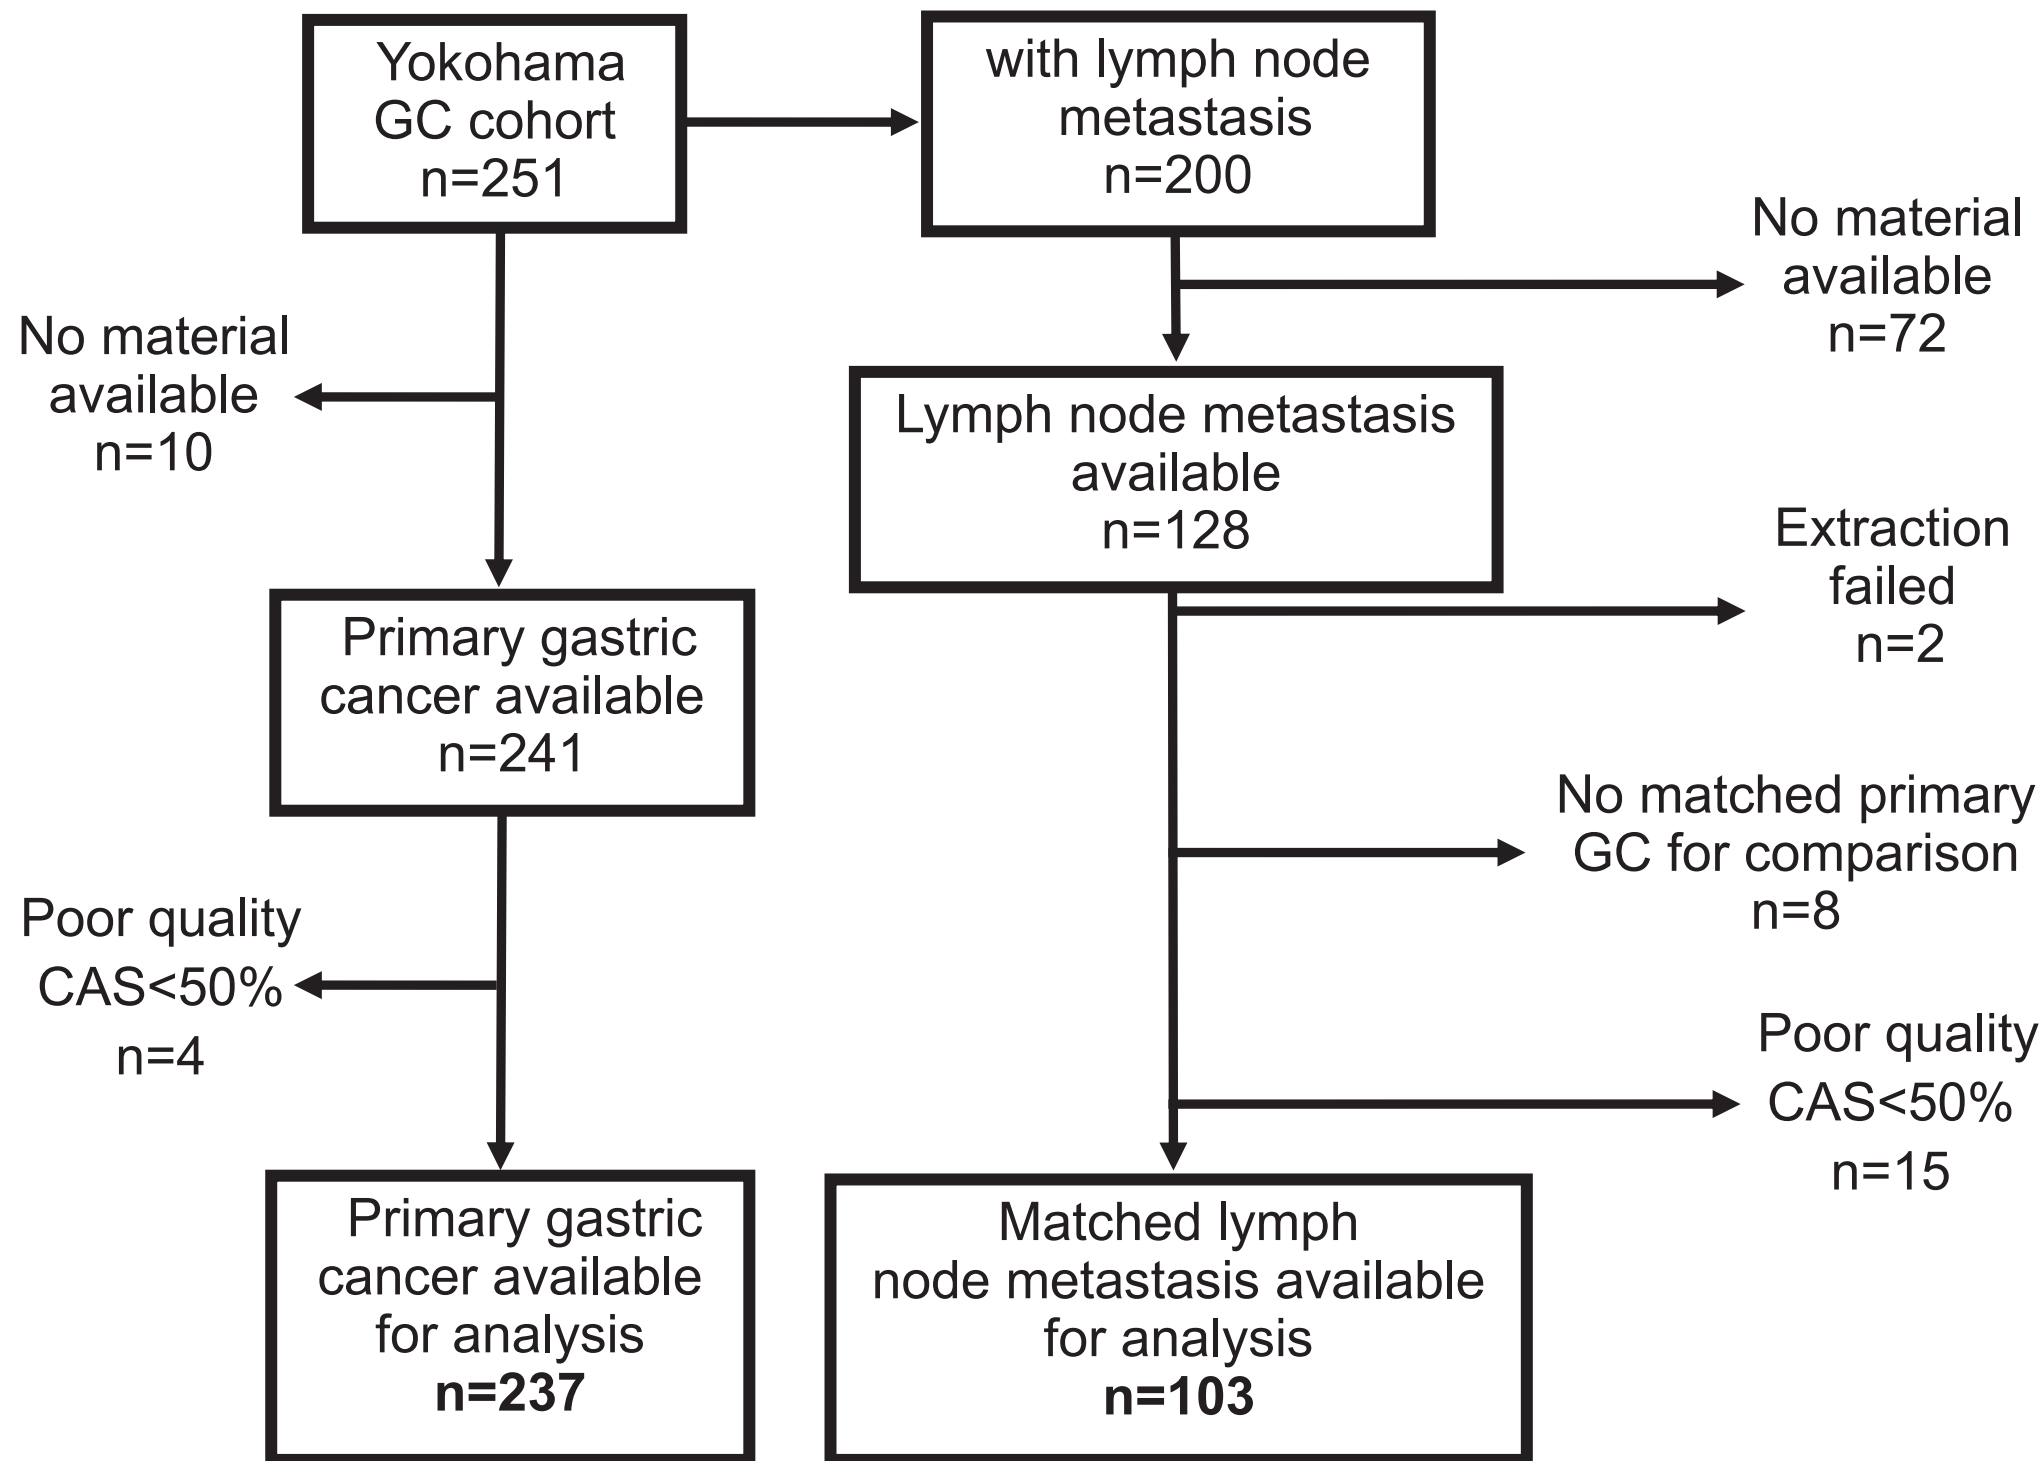 Yokohama
GC cohort
n=251
with lymph node
metastasis
n=200
No material
available
n=72
No material
available
n=10
Lymph node metastasis
available
n=128
Extraction
failed
n=2
Primary gastric
cancer available
n=241
No matched primary
GC for comparison
n=8
Poor quality
CAS<50%
n=4
Poor quality
CAS<50%
n=15
Primary gastric
cancer available
for analysis
n=237
Matched lymph
node metastasis available
for analysis
n=103